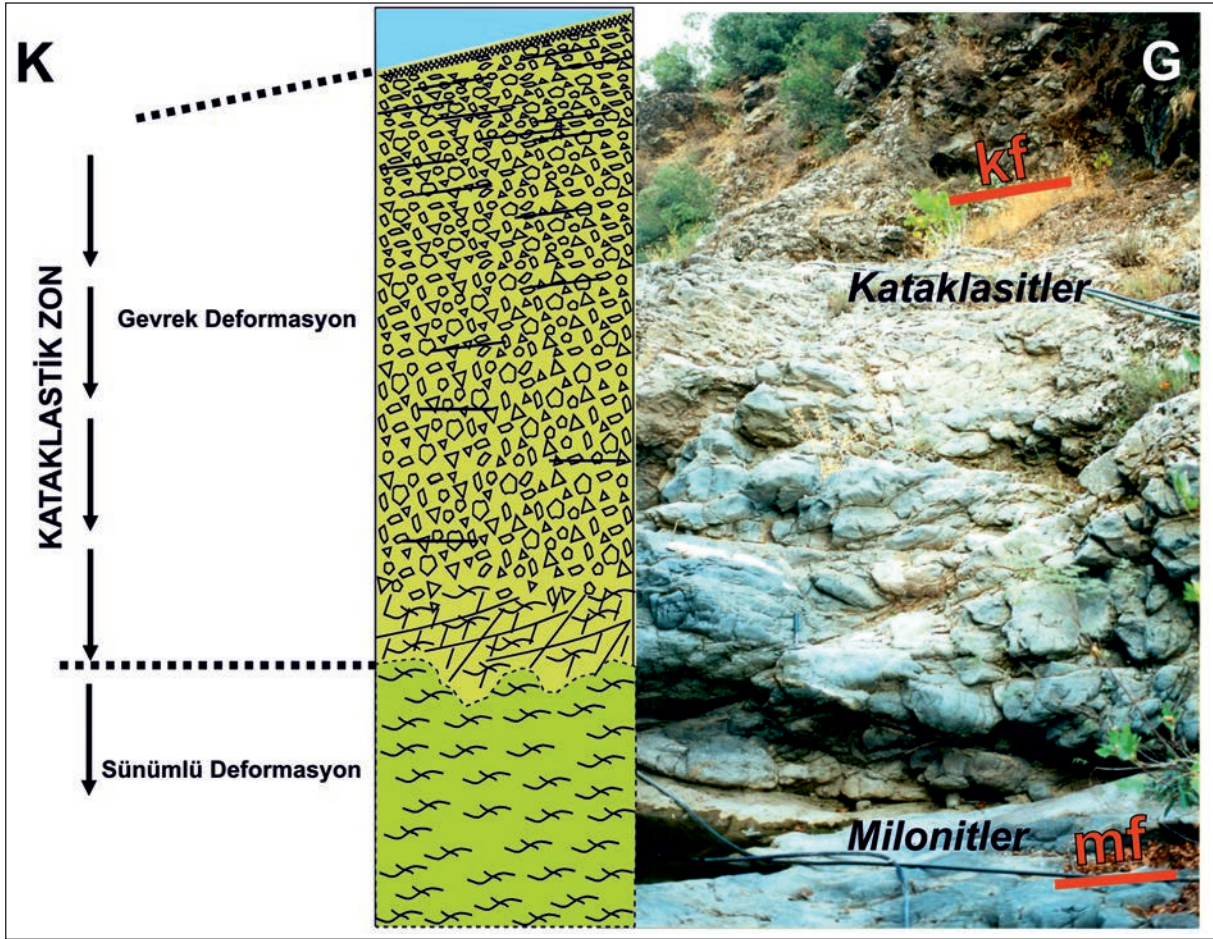 K
G
kf
Kataklasitler
KATAKLASTİK ZON
Gevrek Deformasyon
Sünümlü Deformasyon
Milonitler
mf